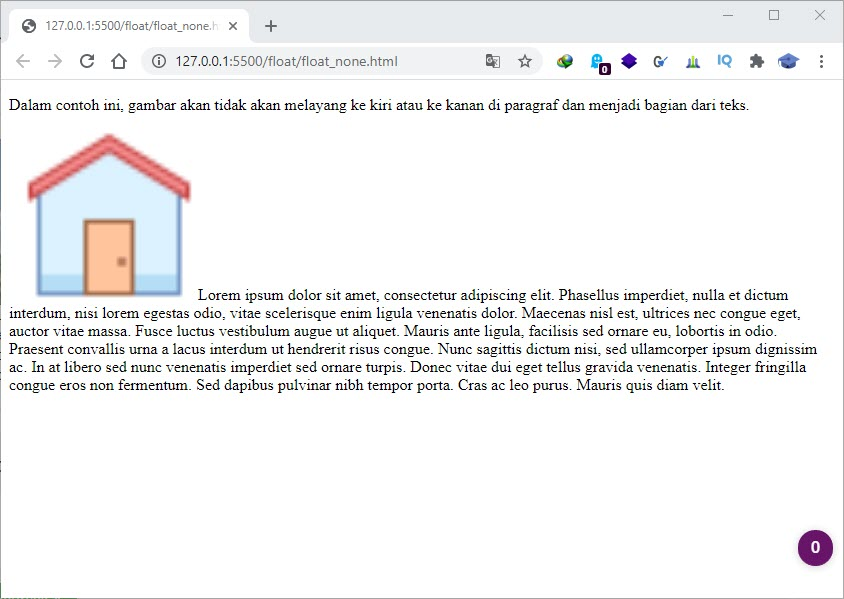 127.0.0.1:5500/float/float_none.h
127.0.0.1:5500/float/float_none.html
0
IQ
Dalam contoh ini, gambar akan tidak akan melayang ke kiri atau ke kanan di paragraf dan menjadi bagian dari teks.
Lorem ipsum dolor sit amet, consectetur adipiscing elit. Phasellus imperdiet, nulla et dictum
interdum, nisi lorem egestas odio, vitae scelerisque enim ligula venenatis dolor. Maecenas nisl est, ultrices nec congue eget,
auctor vitae massa. Fusce luctus vestibulum augue ut aliquet. Mauris ante ligula, facilisis sed ornare eu, lobortis in odio.
Praesent convallis urna a lacus interdum ut hendrerit risus congue. Nunc sagittis dictum nisi, sed ullamcorper ipsum dignissim
ac. In at libero sed nunc venenatis imperdiet sed ornare turpis. Donec vitae dui eget tellus gravida venenatis. Integer fringilla
congue eros non fermentum. Sed dapibus pulvinar nibh tempor porta. Cras ac leo purus. Mauris quis diam velit.
0